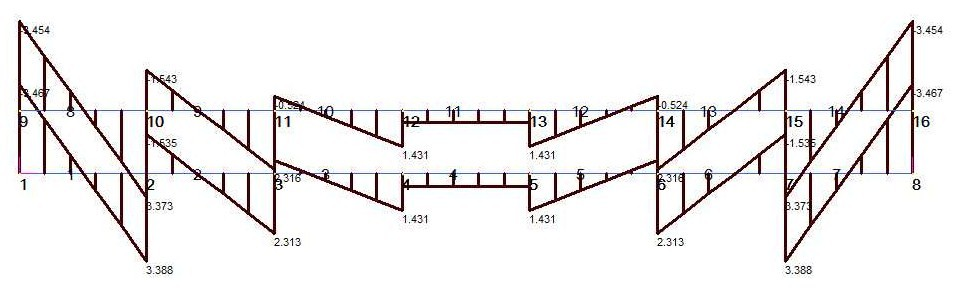 -3.454 -3.454
-1.543 -1.543
-3.467 -0.524 -0.524 -3.467
8 9 10 11 12 13 14
9 10 11 12 13 14 15 16
-1.535 1.431 1.431 -1.535
1 2 3 4 5 6 7
2.316 2.316
1 2 3 4 5 6 7 8
3.373 1.431 1.431 3.373
2.313 2.313
3.388 3.388